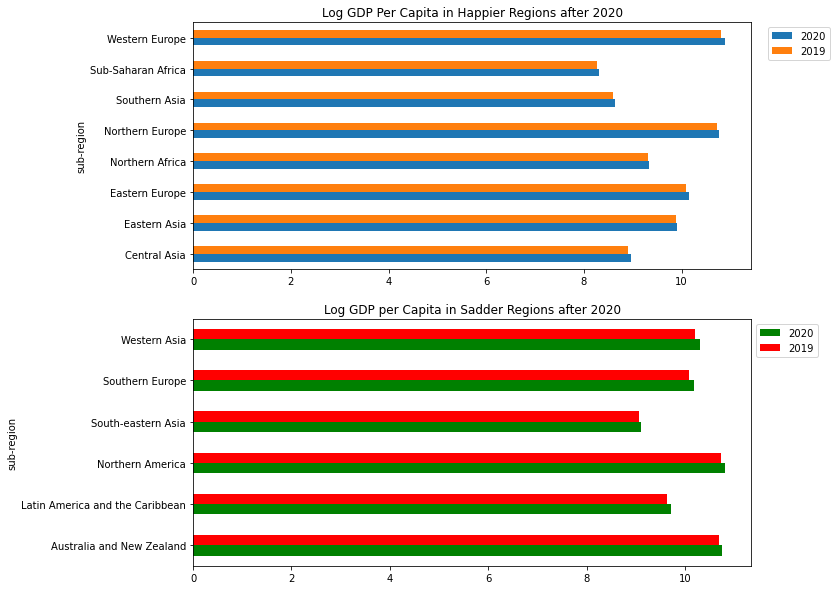 Log GDP Per Capita in Happier Regions after 2020
sub-region
Western Europe
Sub-Saharan Africa
Southern Asia
Northern Europe
Northern Africa
Eastern Europe
Eastern Asia
Central Asia
0 2 4 6 8 10
2020
2019
Log GDP per Capita in Sadder Regions after 2020
sub-region
Western Asia
Southern Europe
South-eastern Asia
Northern America
Latin America and the Caribbean
Australia and New Zealand
0 2 4 6 8 10
2020
2019